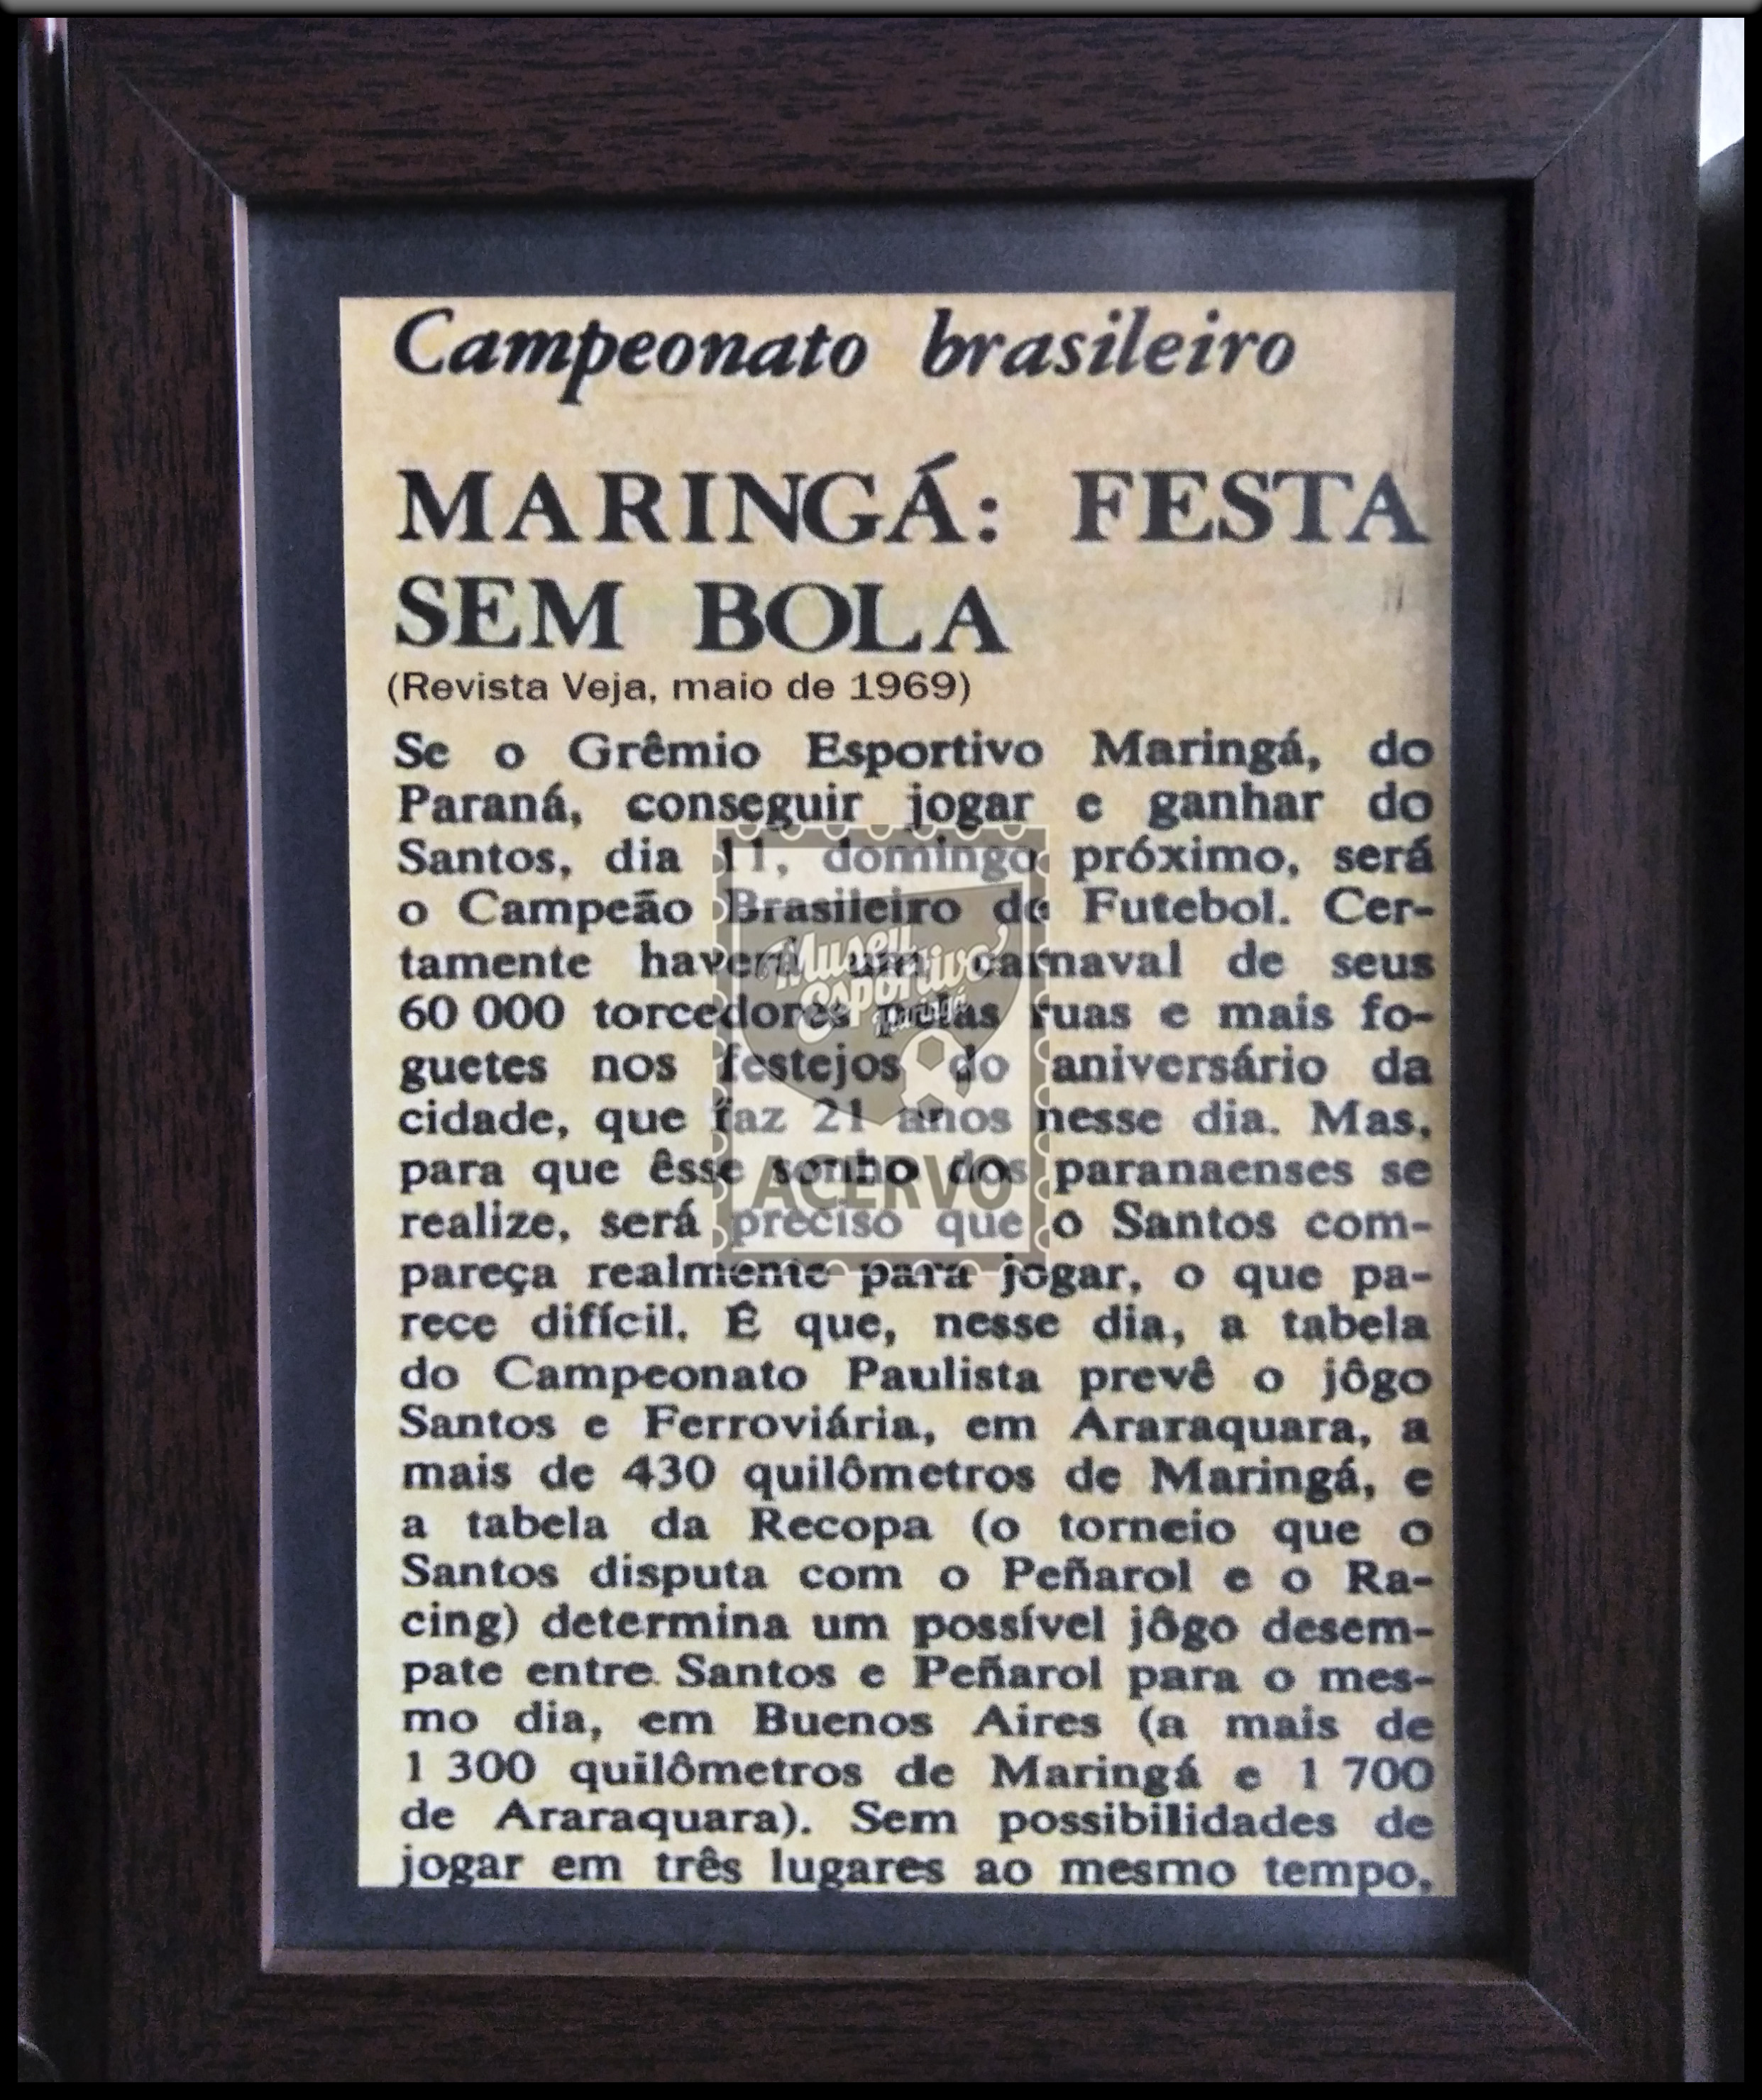 Campeonato brasileiro
MARINGÁ: FESTA
SEM BOLA
(Revista Veja, maio de 1969)
Se o Grêmio Esportivo Maringá, do
Paraná, conseguir jogar e ganhar do
Santos, dia 11, domingo próximo, será
o Campeão Brasileiro de Futebol. Cer-
tamente haverá um carnaval de seus
60 000 torcedores pelas ruas e mais fo-
guetes nos festejos do aniversário da
cidade, que faz 21 anos nesse dia. Mas,
para que êsse sonho dos paranaenses se
realize, será preciso que o Santos com-
pareça realmente para jogar, o que pa-
rece difícil. É que, nesse dia, a tabela
do Campeonato Paulista prevê o jôgo
Santos e Ferroviária, em Araraquara, a
mais de 430 quilômetros de Maringá, e
a tabela da Recopa (o torneio que o
Santos disputa com o Peñarol e o Ra-
cing) determina um possível jôgo desem-
pate entre Santos e Peñarol para o mes-
mo dia, em Buenos Aires (a mais de
1 300 quilômetros de Maringá e 1 700
de Araraquara). Sem possibilidades de
jogar em três lugares ao mesmo tempo,
Museu
Esportivo
Maringá
ACERVO